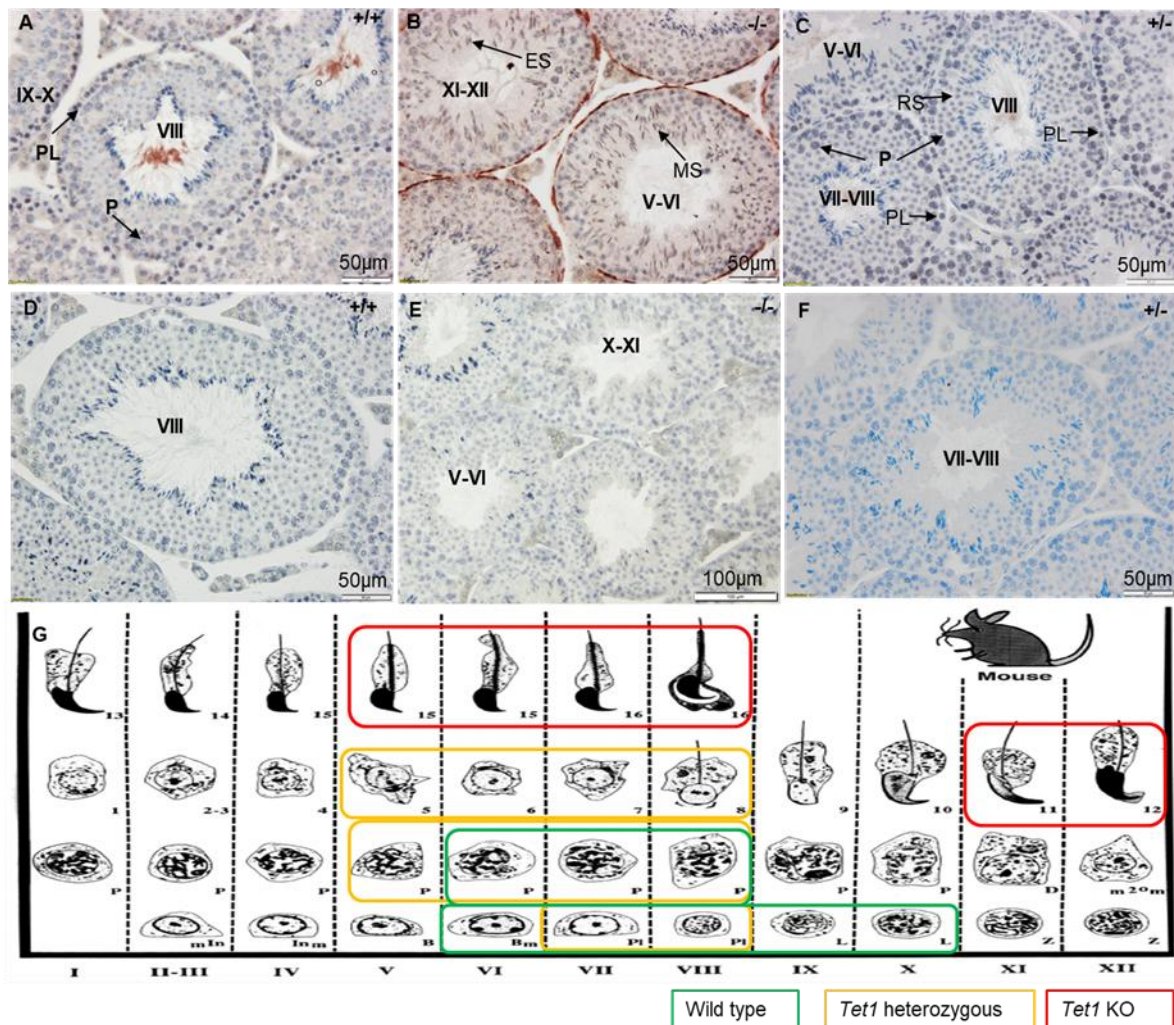 A
+/+
IX-X
VIII
PL
P
50µm
B
-/-
ES
XI-XII
MS
V-VI
50µm
C
+/-
V-VI
RS
VIII
P
PL
VII-VIII
PL
50µm
D
+/+
VIII
50µm
E
-/-
X-XI
V-VI
100µm
F
+/-
VII-VIII
50µm
G
Mouse
13 14 15 15 15 16 16
1 2-3 4 5 6 7 8 9 10 11 12
P P P P P P P P P D m2°m
mIn Inm B Bm Pl Pl L L Z Z
I II-III IV V VI VII VIII IX X XI XII
Wild type Tet1 heterozygous Tet1 KO